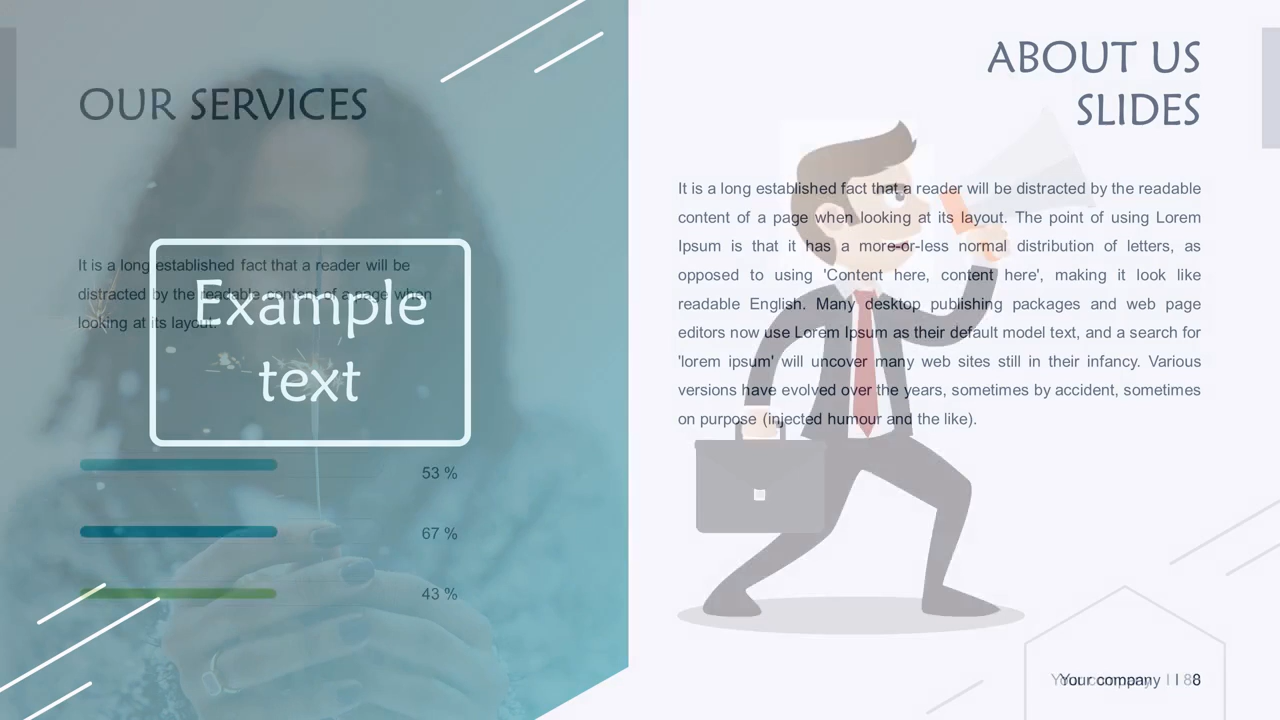 OUR SERVICES
It is a long established fact that a reader will be
distracted by the readable content of a page when
looking at its layout.
Example
text
53 %
67 %
43 %
ABOUT US
SLIDES
It is a long established fact that a reader will be distracted by the readable
content of a page when looking at its layout. The point of using Lorem
Ipsum is that it has a more-or-less normal distribution of letters, as
opposed to using 'Content here, content here', making it look like
readable English. Many desktop publishing packages and web page
editors now use Lorem Ipsum as their default model text, and a search for
'lorem ipsum' will uncover many web sites still in their infancy. Various
versions have evolved over the years, sometimes by accident, sometimes
on purpose (injected humour and the like).
Your company | 8